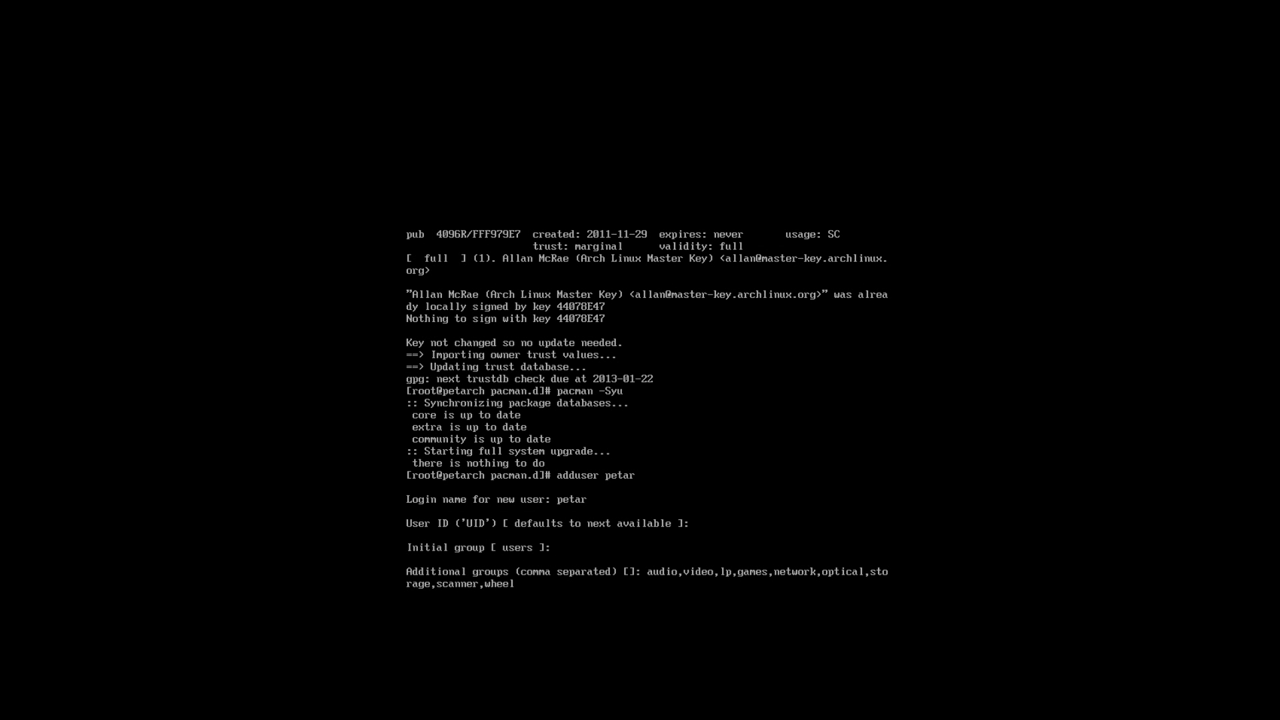 pub  4096R/FFF979E7  created: 2011-11-29  expires: never       usage: SC
trust: marginal      validity: full
[  full  ] (1). Allan McRae (Arch Linux Master Key) <allan@master-key.archlinux.
org>
"Allan McRae (Arch Linux Master Key) <allan@master-key.archlinux.org>" was alrea
dy locally signed by key 44078E47
Nothing to sign with key 44078E47
Key not changed so no update needed.
==> Importing owner trust values...
==> Updating trust database...
gpg: next trustdb check due at 2013-01-22
[root@petarch pacman.d]# pacman -Syu
:: Synchronizing package databases...
core is up to date
extra is up to date
community is up to date
:: Starting full system upgrade...
there is nothing to do
[root@petarch pacman.d]# adduser petar
Login name for new user: petar
User ID ('UID') [ defaults to next available ]:
Initial group [ users ]:
Additional groups (comma separated) []: audio,video,lp,games,network,optical,sto
rage,scanner,wheel